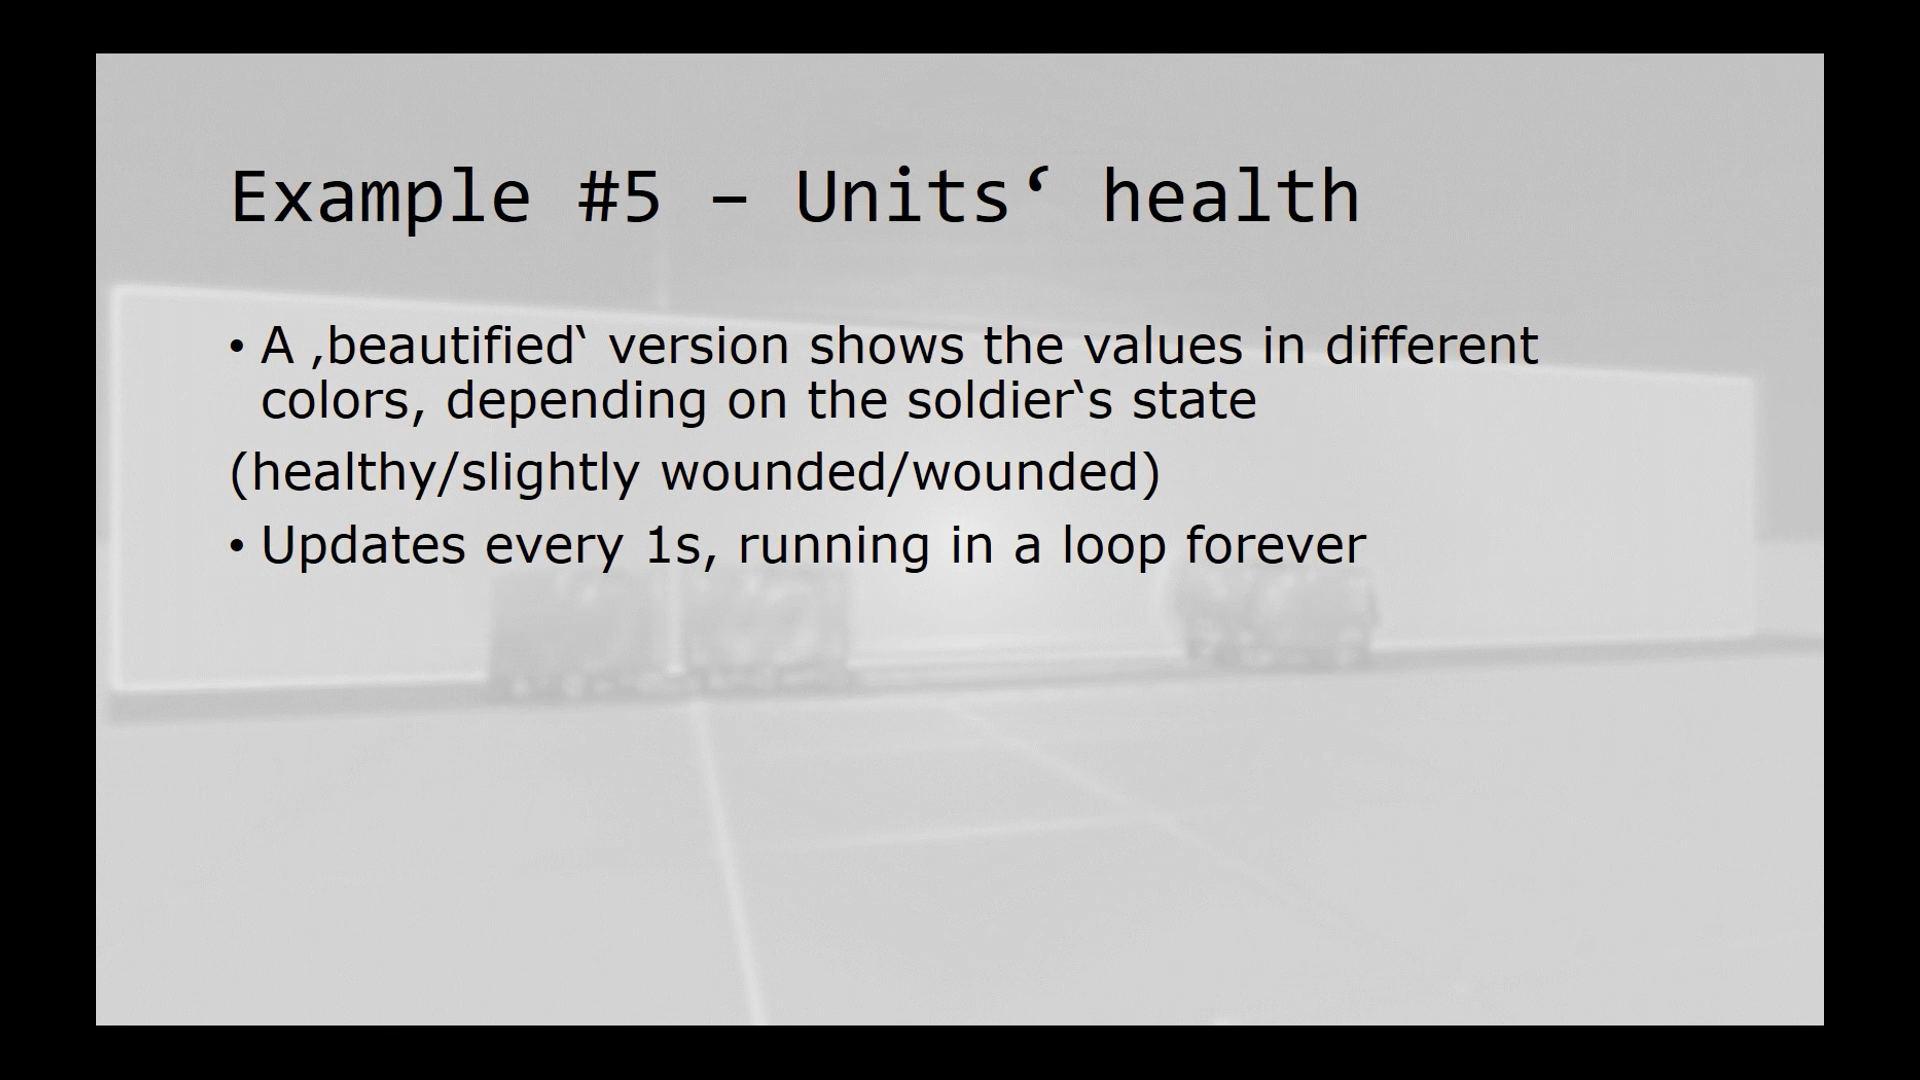 Example #5 – Units‘ health
• A ‚beautified‘ version shows the values in different
colors, depending on the soldier‘s state
(healthy/slightly wounded/wounded)
• Updates every 1s, running in a loop forever